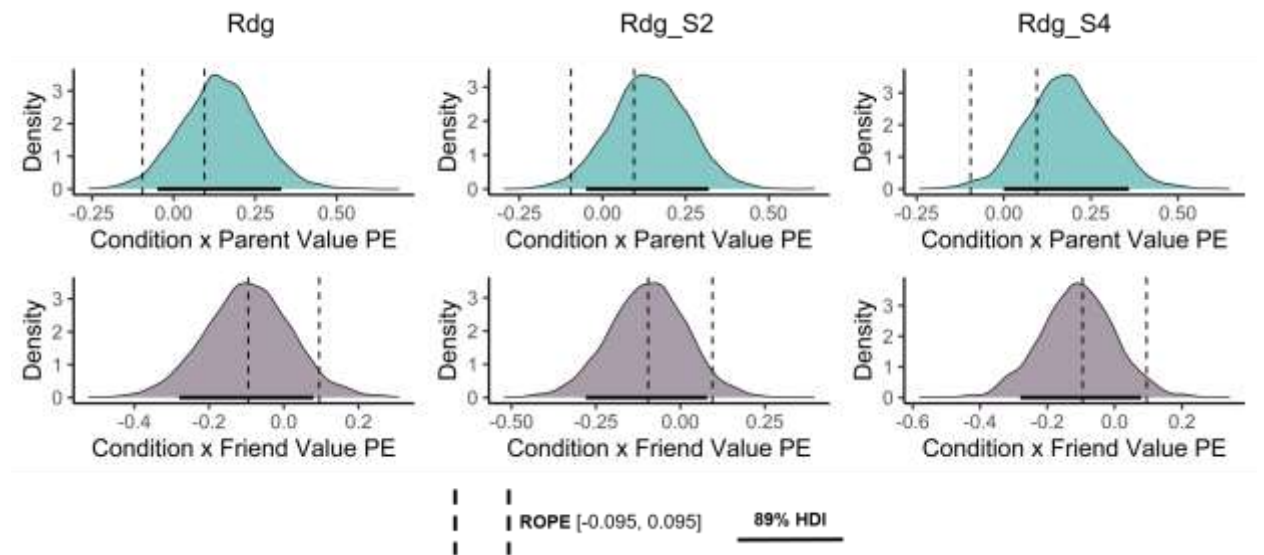 Rdg Rdg_S2 Rdg_S4
Density Density Density
3 3 3
2 2 2
1 1 1
0 0 0
-0.25 0.00 0.25 0.50 -0.25 0.00 0.25 0.50 -0.25 0.00 0.25 0.50
Condition x Parent Value PE Condition x Parent Value PE Condition x Parent Value PE
Density Density Density
3 3 3
2 2 2
1 1 1
0 0 0
-0.4 -0.2 0.0 0.2 -0.50 -0.25 0.00 0.25 -0.6 -0.4 -0.2 0.0 0.2
Condition x Friend Value PE Condition x Friend Value PE Condition x Friend Value PE
ROPE [-0.095, 0.095] 89% HDI